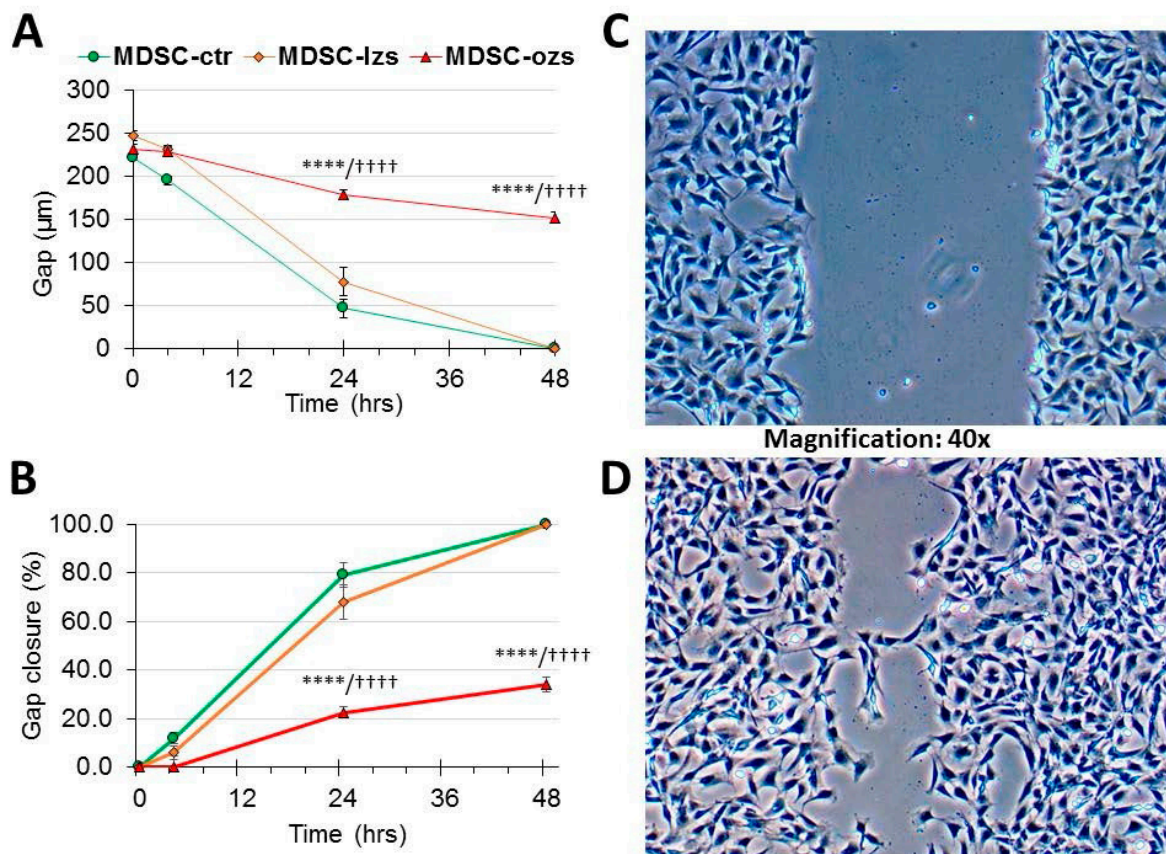 A
MDSC-ctr MDSC-lzs MDSC-ozs
300
250
200
150
100
50
0
Gap (µm)
****/††††
****/††††
0 12 24 36 48
Time (hrs)
B
100.0
80.0
60.0
40.0
20.0
0.0
Gap closure (%)
****/††††
****/††††
0 12 24 36 48
Time (hrs)
C
Magnification: 40x
D